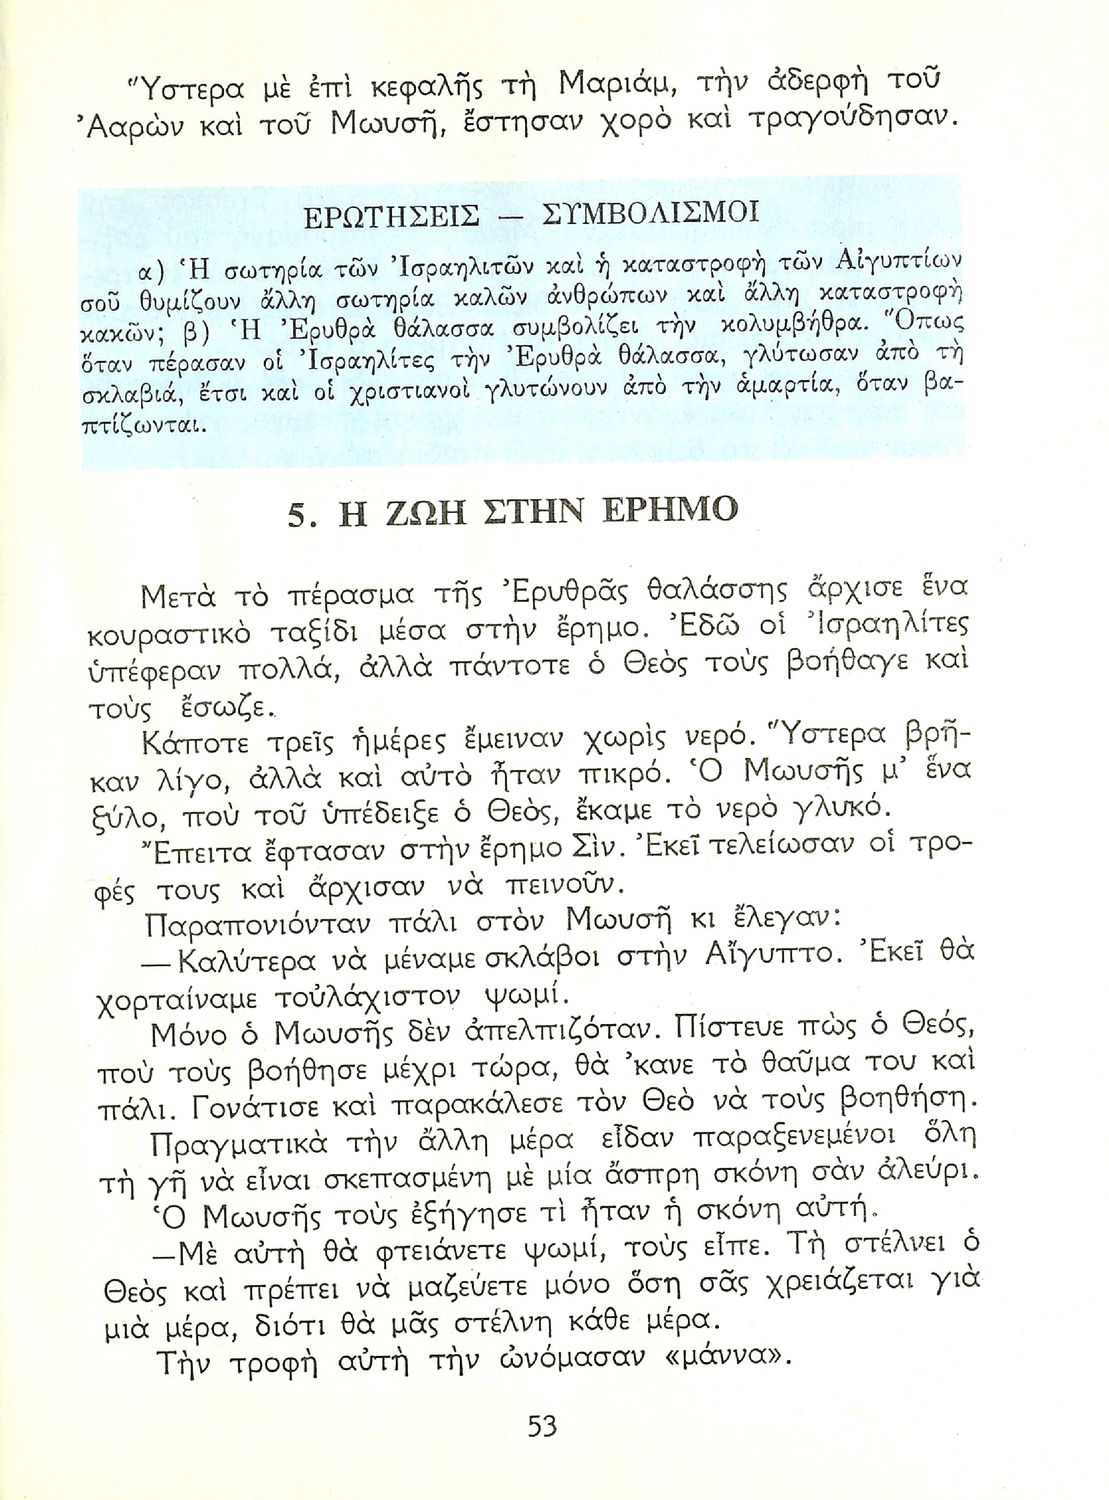 Ὕστερα μὲ ἐπὶ κεφαλῆς τὴ Μαριάμ, τὴν ἀδερφὴ τοῦ
Ἀαρὼν καὶ τοῦ Μωυσῆ, ἔστησαν χορὸ καὶ τραγούδησαν.
ΕΡΩΤΗΣΕΙΣ — ΣΥΜΒΟΛΙΣΜΟΙ
α) Ἡ σωτηρία τῶν Ἰσραηλιτῶν καὶ ἡ καταστροφὴ τῶν Αἰγυπτίων
σοῦ θυμίζουν ἄλλη σωτηρία καλῶν ἀνθρώπων καὶ ἄλλη καταστροφὴ
κακῶν; β) Ἡ Ἐρυθρὰ θάλασσα συμβολίζει τὴν κολυμβήθρα. Ὅπως
ὅταν πέρασαν οἱ Ἰσραηλίτες τὴν Ἐρυθρὰ θάλασσα, γλύτωσαν ἀπὸ τὴ
σκλαβιά, ἔτσι καὶ οἱ χριστιανοὶ γλυτώνουν ἀπὸ τὴν ἁμαρτία, ὅταν βα-
πτίζωνται.
5. Η ΖΩΗ ΣΤΗΝ ΕΡΗΜΟ
Μετὰ τὸ πέρασμα τῆς Ἐρυθρᾶς θαλάσσης ἄρχισε ἕνα
κουραστικὸ ταξίδι μέσα στὴν ἔρημο. Ἐδῶ οἱ Ἰσραηλίτες
ὑπέφεραν πολλά, ἀλλὰ πάντοτε ὁ Θεὸς τοὺς βοήθαγε καὶ
τοὺς ἔσωζε.
Κάποτε τρεῖς ἡμέρες ἔμειναν χωρὶς νερό. Ὕστερα βρῆ-
καν λίγο, ἀλλὰ καὶ αὐτὸ ἦταν πικρό. Ὁ Μωυσῆς μ' ἕνα
ξύλο, ποὺ τοῦ ὑπέδειξε ὁ Θεὸς, ἔκαμε τὸ νερὸ γλυκό.
Ἔπειτα ἔφτασαν στὴν ἔρημο Σὶν. Ἐκεῖ τελείωσαν οἱ τρο-
φές τους καὶ ἄρχισαν νὰ πεινοῦν.
Παραπονιόνταν πάλι στὸν Μωυσῆ κι ἔλεγαν:
—Καλύτερα νὰ μέναμε σκλάβοι στὴν Αἴγυπτο. Ἐκεῖ θὰ
χορταίναμε τοὐλάχιστον ψωμί.
Μόνο ὁ Μωυσῆς δὲν ἀπελπιζόταν. Πίστευε πὼς ὁ Θεός,
ποὺ τοὺς βοήθησε μέχρι τώρα, θὰ 'κανε τὸ θαῦμα του καὶ
πάλι. Γονάτισε καὶ παρακάλεσε τὸν Θεὸ νὰ τοὺς βοηθήση.
Πραγματικὰ τὴν ἄλλη μέρα εἶδαν παραξενεμένοι ὅλη
τὴ γῆ νὰ εἶναι σκεπασμένη μὲ μία ἄσπρη σκόνη σὰν ἀλεύρι.
Ὁ Μωυσῆς τοὺς ἐξήγησε τὶ ἦταν ἡ σκόνη αὐτή.
—Μὲ αὐτὴ θὰ φτειάνετε ψωμί, τοὺς εἶπε. Τὴ στέλνει ὁ
Θεὸς καὶ πρέπει νὰ μαζεύετε μόνο ὅση σᾶς χρειάζεται γιὰ
μιὰ μέρα, διότι θὰ μᾶς στέλνη κάθε μέρα.
Τὴν τροφὴ αὐτὴ τὴν ὠνόμασαν «μάννα».
53